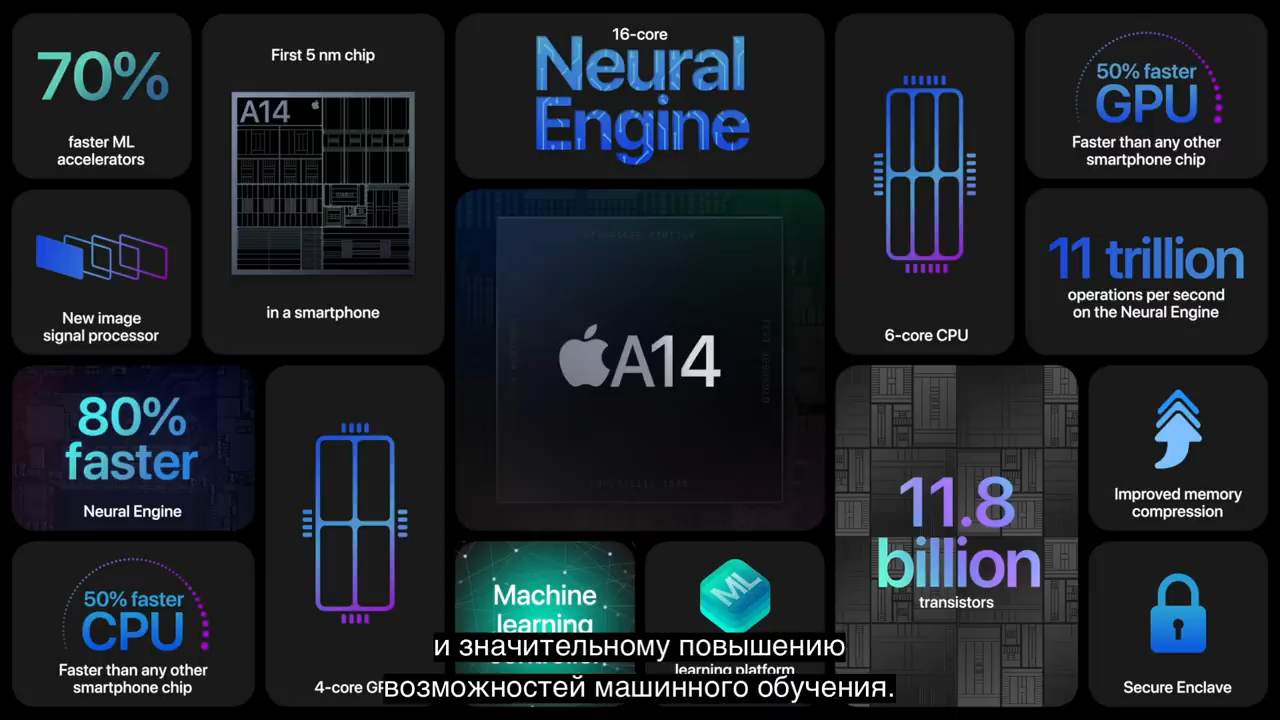 70%
faster ML
accelerators
First 5 nm chip
A14
in a smartphone
16-core
Neural
Engine
6-core CPU
50% faster
GPU
Faster than any other
smartphone chip
New image
signal processor
A14
11 trillion
operations per second
on the Neural Engine
80%
faster
Neural Engine
4-core
11.8
billion
transistors
Improved memory
compression
50% faster
CPU
Faster than any other
smartphone chip
Machine
learning
ML
learning platform
Secure Enclave
и значительному повышению
возможностей машинного обучения.